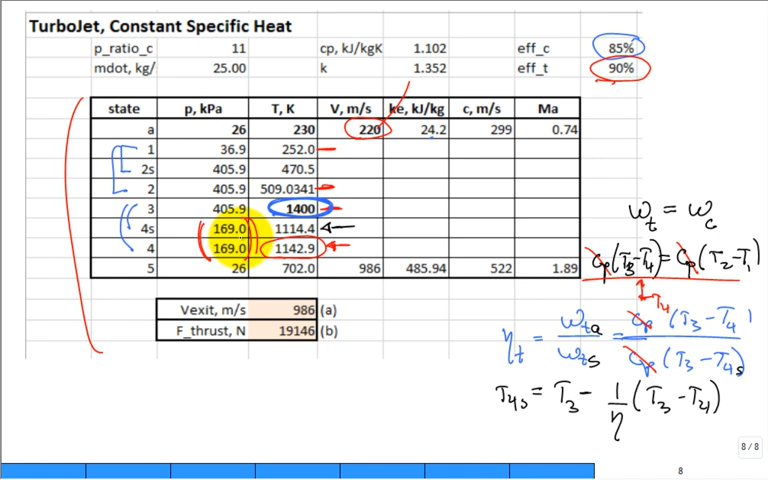 TurboJet, Constant Specific Heat
p_ratio_c 11 cp, kJ/kgK 1.102 eff_c 85%
mdot, kg/ 25.00 k 1.352 eff_t 90%
state p, kPa T, K V, m/s ke, kJ/kg c, m/s Ma
a 26 230 220 24.2 299 0.74
1 36.9 252.0
2s 405.9 470.5
2 405.9 509.0341
3 405.9 1400
4s 169.0 1114.4
4 169.0 1142.9
5 26 702.0 986 485.94 522 1.89
Vexit, m/s 986 (a)
F_thrust, N 19146 (b)
w_t = w_c
cp(T3-T4) = cp(T2-T1)
T4
η_t = w_ta / w_ts = cp (T3 - T4) / cp (T3 - T4s)
T4s = T3 - 1/η (T3 - T4)
8/8
8